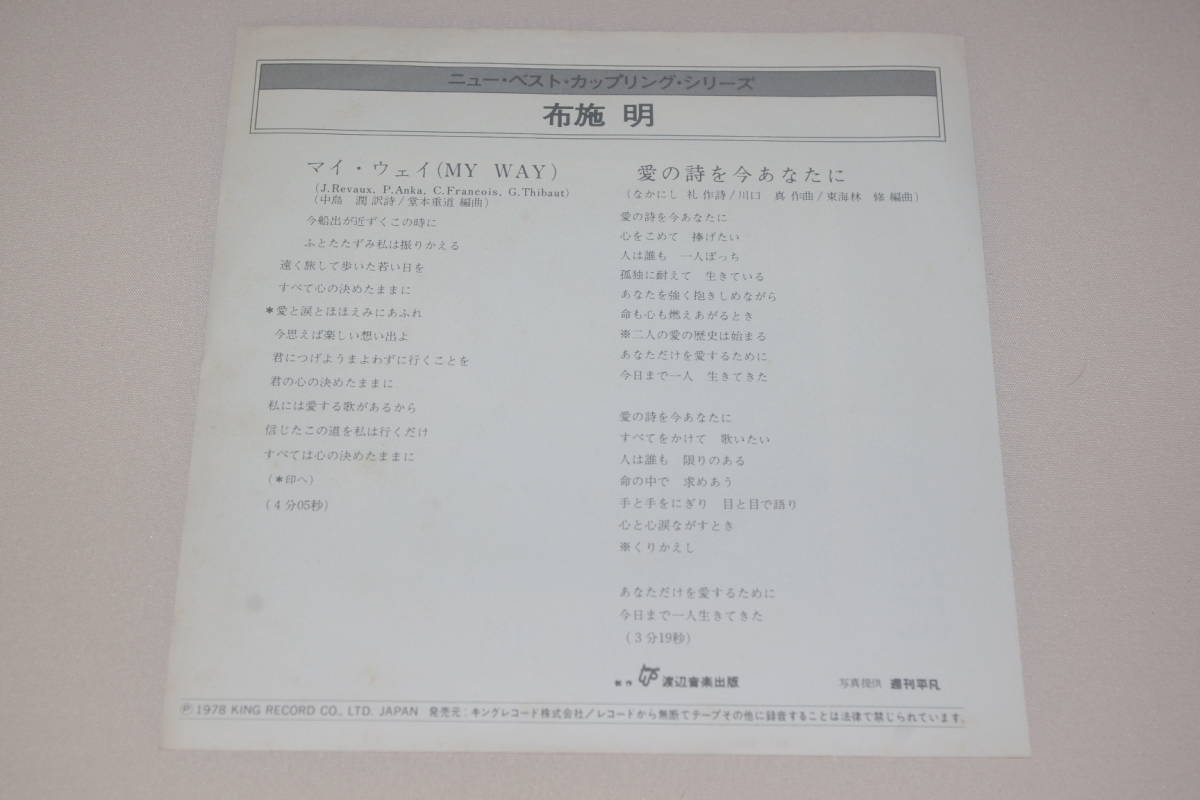 ニュー・ベスト・カップリング・シリーズ
布施 明
マイ・ウェイ(MY WAY)
(J.Revaux, P.Anka, C.Francois, G.Thibaut)
(中島 潤 訳詩/堂本重道 編曲)
今船出が近ずくこの時に
ふとたたずみ私は振りかえる
遠く旅して歩いた若い日を
すべて心の決めたままに
*愛と涙とほほえみにあふれ
今思えば楽しい想い出よ
君につげようまよわずに行くことを
君の心の決めたままに
私には愛する歌があるから
信じたこの道を私は行くだけ
すべては心の決めたままに
(*印へ)
(4分05秒)
愛の詩を今あなたに
(なかにし 礼 作詩/川口 真 作曲/東海林 修 編曲)
愛の詩を今あなたに
心をこめて 捧げたい
人は誰も 一人ぼっち
孤独に耐えて 生きている
あなたを強く抱きしめながら
命も心も燃えあがるとき
※二人の愛の歴史は始まる
あなただけを愛するために
今日まで一人 生きてきた
愛の詩を今あなたに
すべてをかけて 歌いたい
人は誰も 限りのある
命の中で 求めあう
手と手をにぎり 目と目で語り
心と心涙ながすとき
※くりかえし
あなただけを愛するために
今日まで一人生きてきた
(3分19秒)
製作 渡辺音楽出版 写真提供 週刊平凡
Ⓟ1978 KING RECORD CO., LTD. JAPAN 発売元:キングレコード株式会社/レコードから無断でテープその他に録音することは法律で禁じられています。